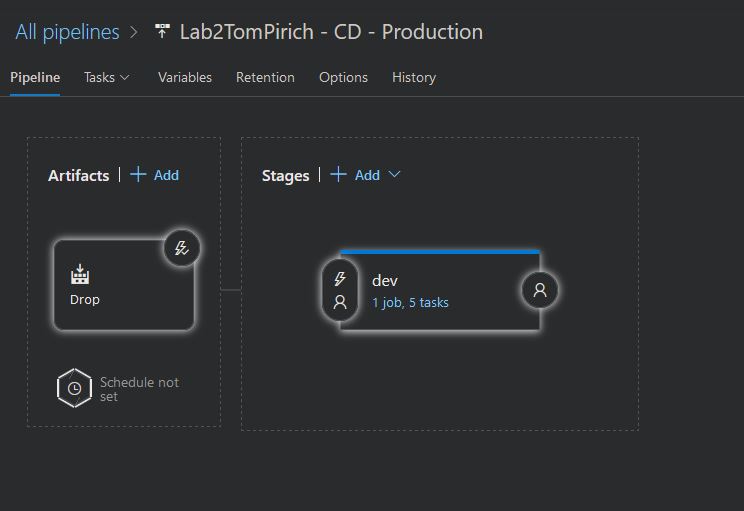 All pipelines > Lab2TomPirich - CD - Production
Pipeline Tasks Variables Retention Options History
Artifacts | + Add
Stages | + Add
Drop
dev
1 job, 5 tasks
Schedule not
set